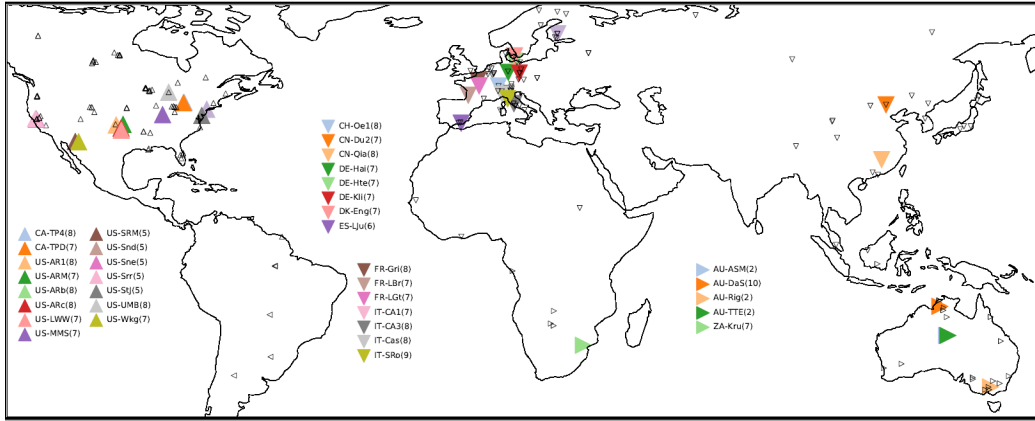 CH-Oe1(8)
CN-Du2(7)
CN-Qia(8)
DE-Hai(7)
DE-Hte(7)
DE-Kli(7)
DK-Eng(7)
ES-LJu(6)
CA-TP4(8)
CA-TPD(7)
US-AR1(8)
US-ARM(7)
US-ARb(8)
US-ARc(8)
US-LWW(7)
US-MMS(7)
US-SRM(5)
US-Snd(5)
US-Sne(5)
US-Srr(5)
US-StJ(5)
US-UMB(8)
US-Wkg(7)
FR-Gri(8)
FR-LBr(7)
FR-LGt(7)
IT-CA1(7)
IT-CA3(8)
IT-Cas(8)
IT-SRo(9)
AU-ASM(2)
AU-DaS(10)
AU-Rig(2)
AU-TTE(2)
ZA-Kru(7)